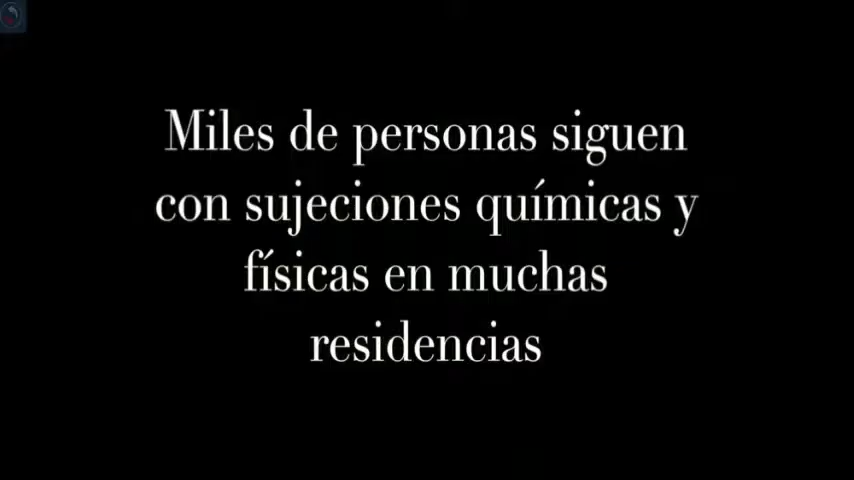 Miles de personas siguen
con sujeciones químicas y
físicas en muchas
residencias